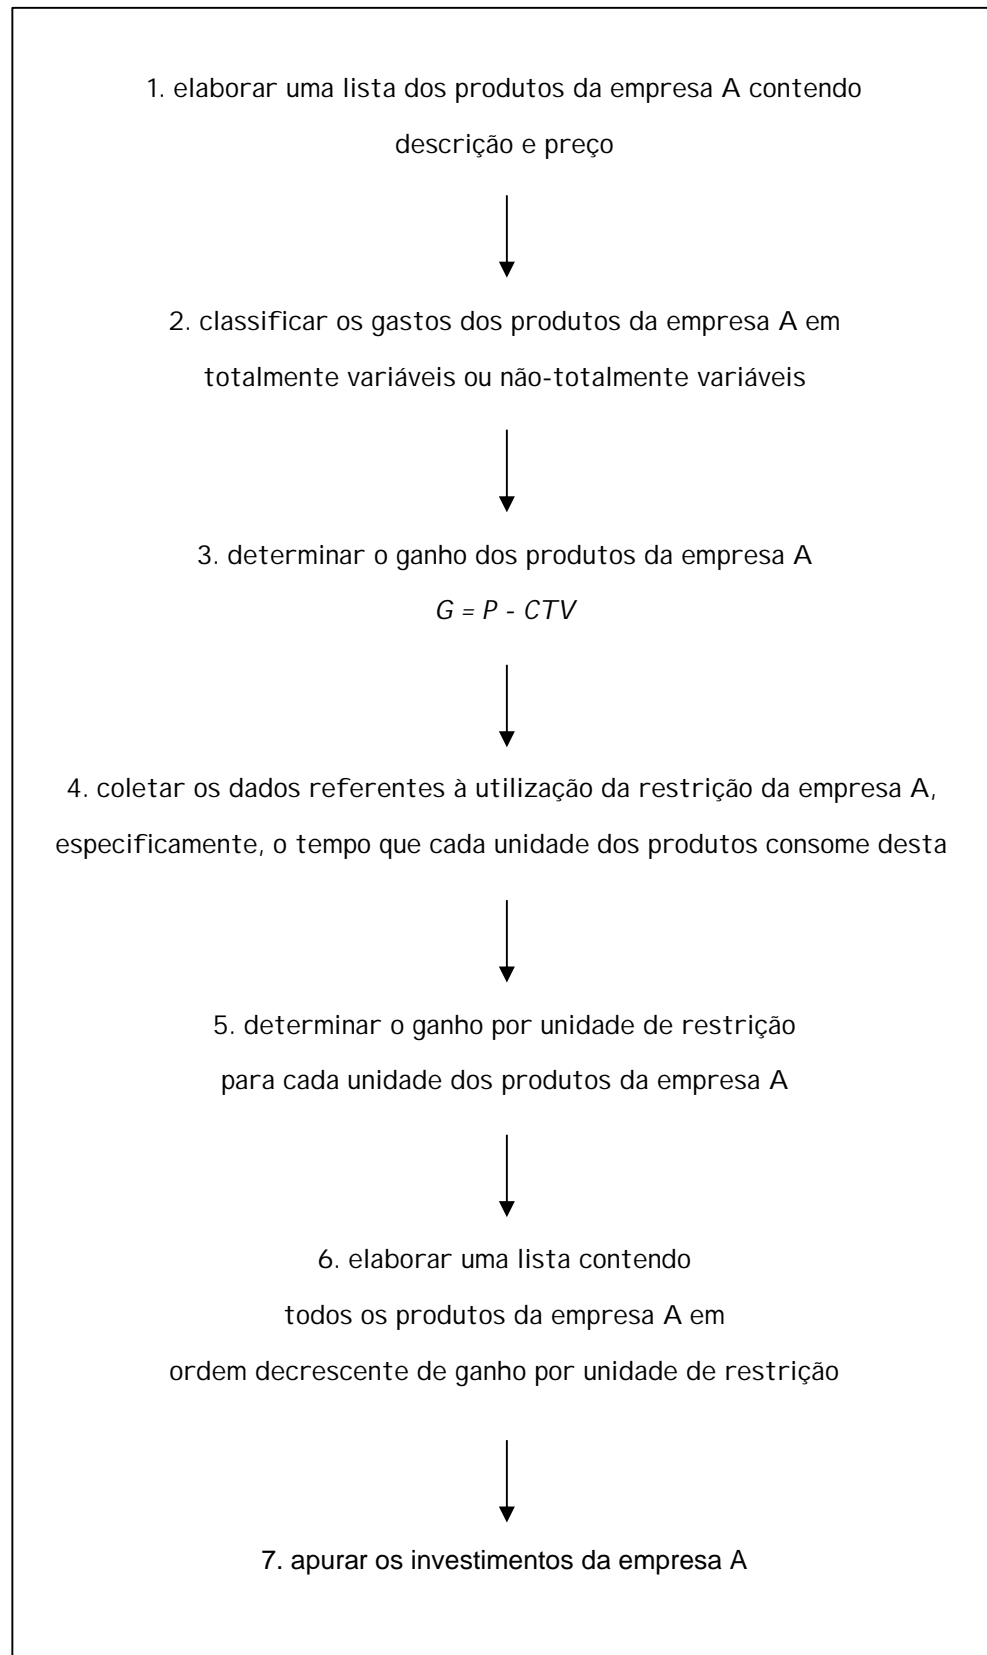 1. elaborar uma lista dos produtos da empresa A contendo
descrição e preço
2. classificar os gastos dos produtos da empresa A em
totalmente variáveis ou não-totalmente variáveis
3. determinar o ganho dos produtos da empresa A
G = P - CTV
4. coletar os dados referentes à utilização da restrição da empresa A,
especificamente, o tempo que cada unidade dos produtos consome desta
5. determinar o ganho por unidade de restrição
para cada unidade dos produtos da empresa A
6. elaborar uma lista contendo
todos os produtos da empresa A em
ordem decrescente de ganho por unidade de restrição
7. apurar os investimentos da empresa A